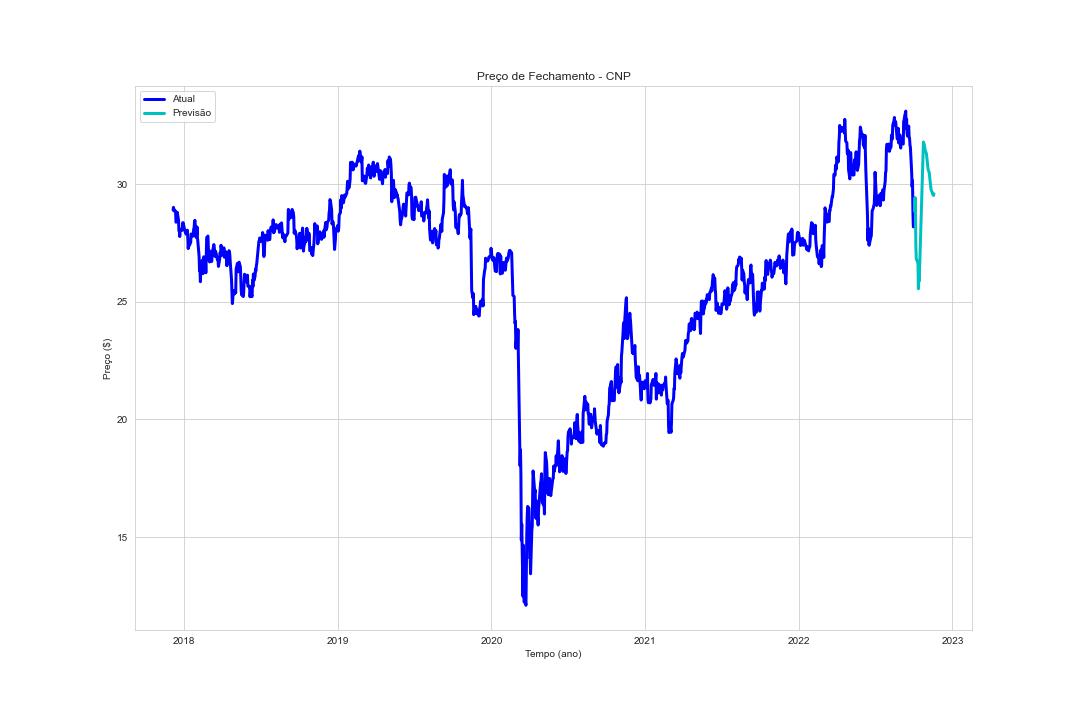 Preço de Fechamento - CNP
Atual
Previsão
Preço ($)
30
25
20
15
2018 2019 2020 2021 2022 2023
Tempo (ano)